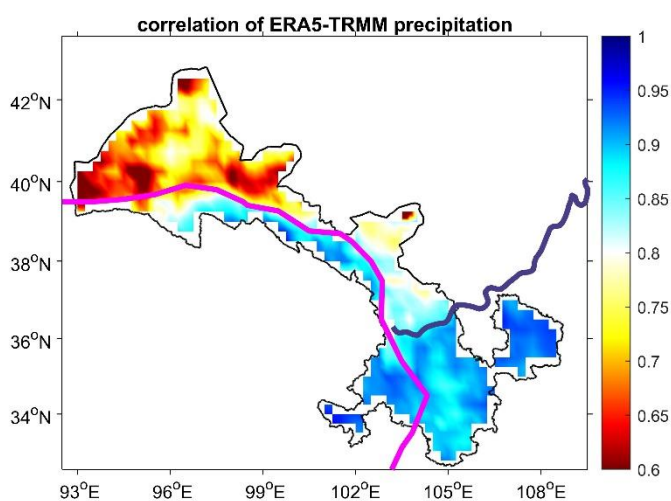 correlation of ERA5-TRMM precipitation
42°N
40°N
38°N
36°N
34°N
93°E 96°E 99°E 102°E 105°E 108°E
1
0.95
0.9
0.85
0.8
0.75
0.7
0.65
0.6